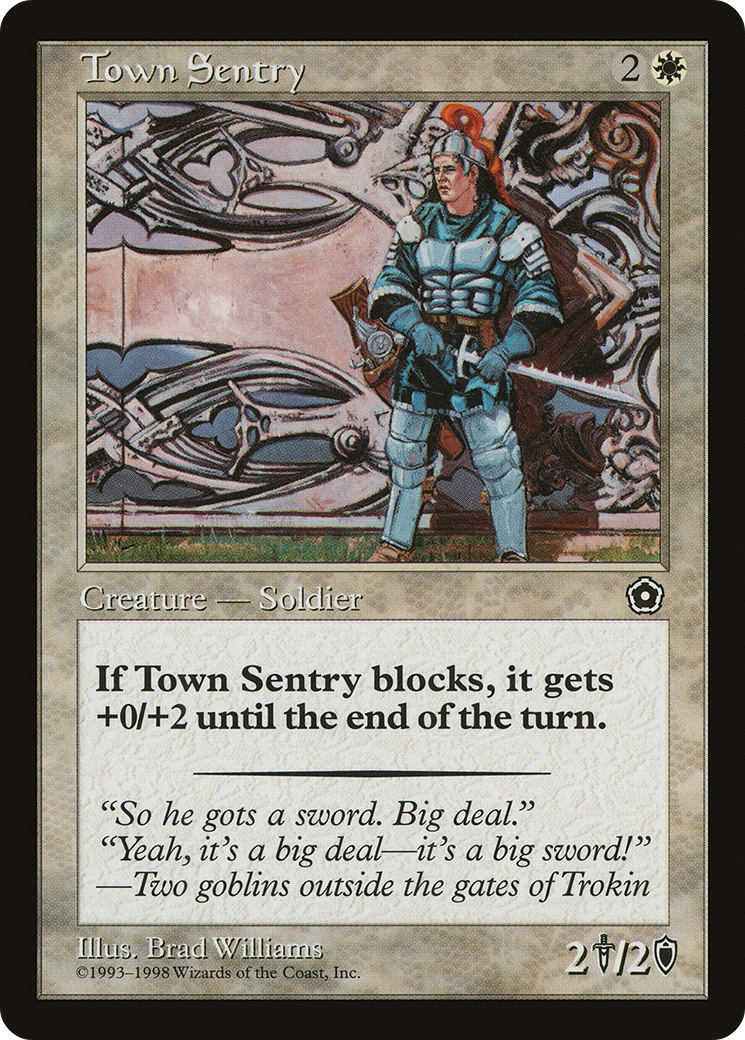 Town Sentry 2
Creature — Soldier
If Town Sentry blocks, it gets
+0/+2 until the end of the turn.
“So he gots a sword. Big deal.”
“Yeah, it’s a big deal—it’s a big sword!”
—Two goblins outside the gates of Trokin
Illus. Brad Williams
©1993–1998 Wizards of the Coast, Inc.
2/2